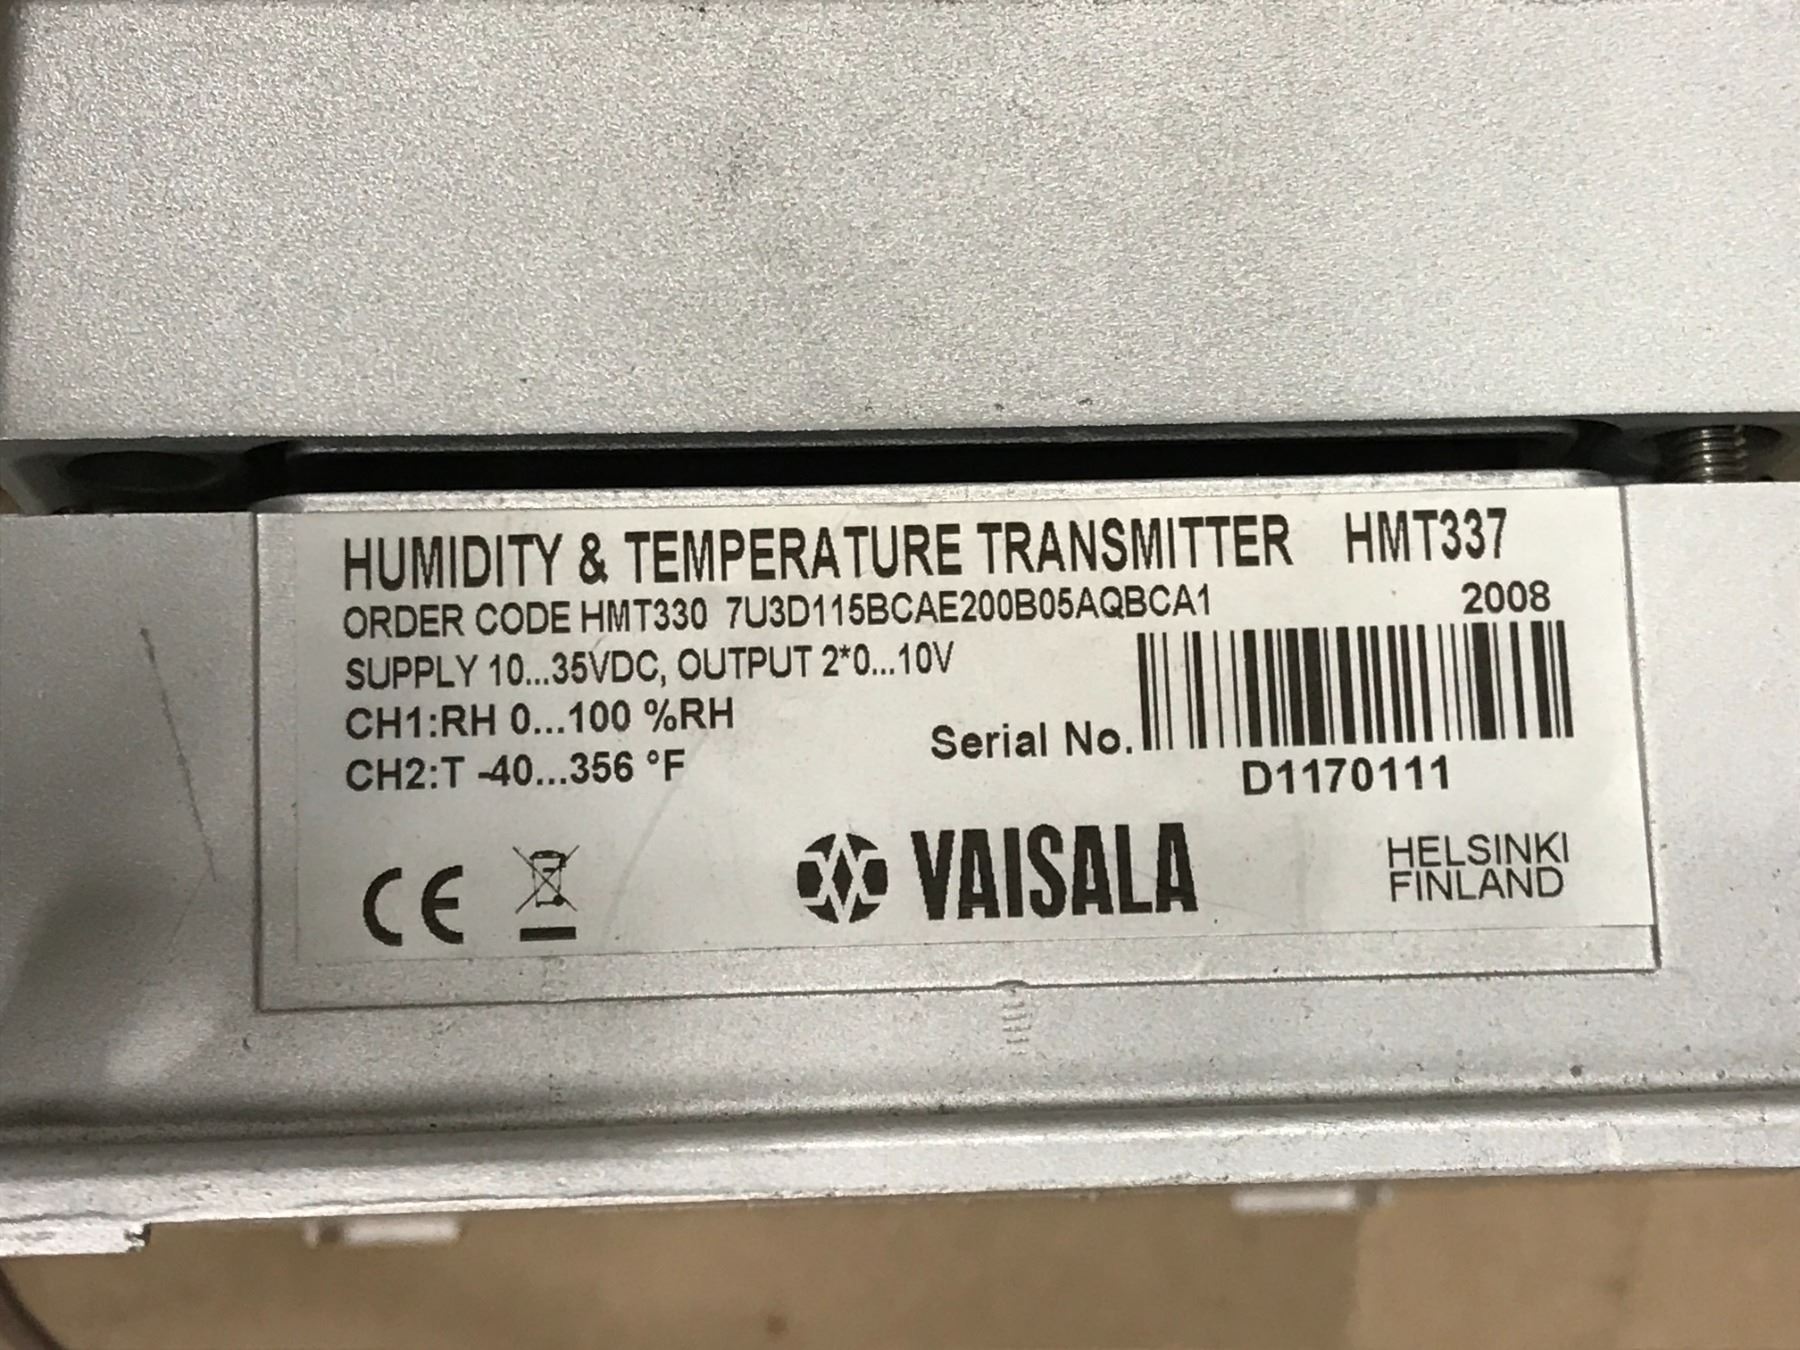 HUMIDITY & TEMPERATURE TRANSMITTER HMT337
ORDER CODE HMT330 7U3D115BCAE200B05AQBCA1 2008
SUPPLY 10...35VDC, OUTPUT 2*0...10V
CH1:RH 0...100 %RH
Serial No.
CH2:T -40...356 °F
D1170111
CE
VAISALA
HELSINKI
FINLAND